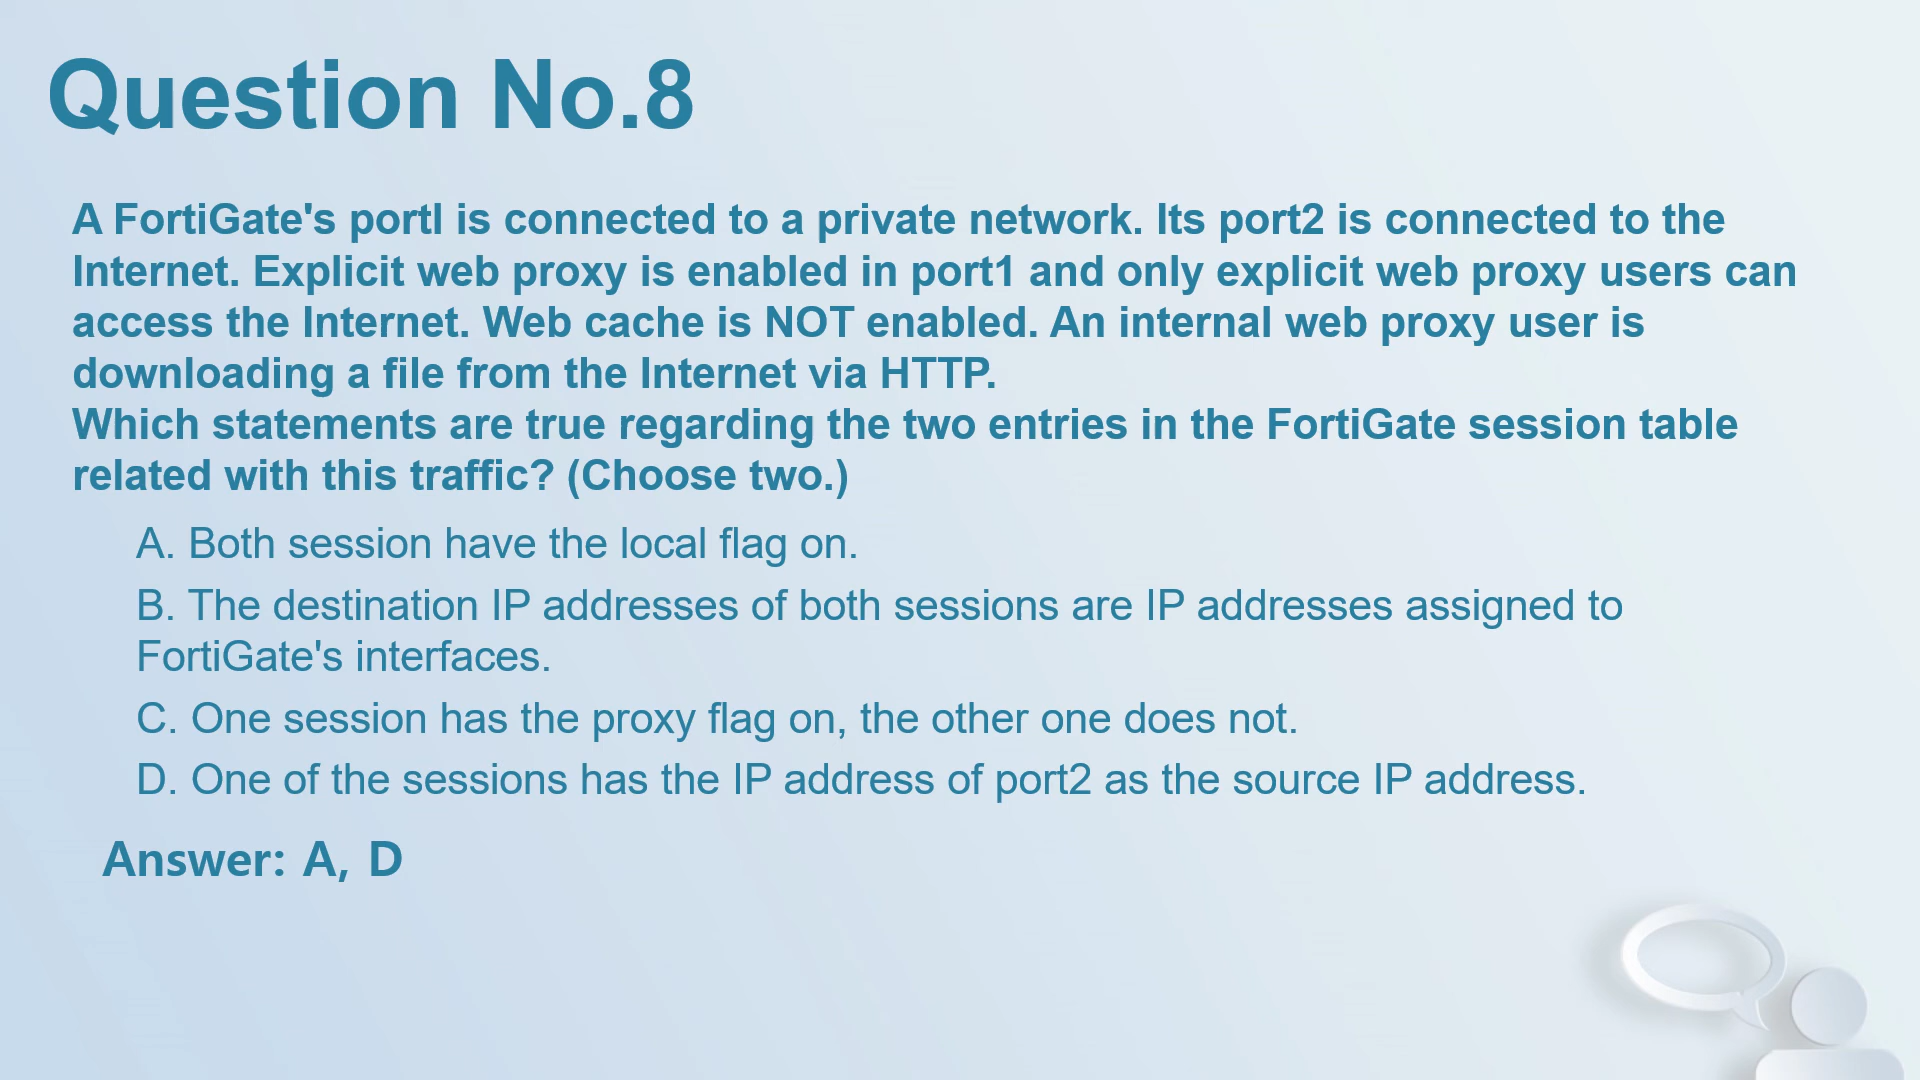 Question No.8
A FortiGate's portl is connected to a private network. Its port2 is connected to the
Internet. Explicit web proxy is enabled in port1 and only explicit web proxy users can
access the Internet. Web cache is NOT enabled. An internal web proxy user is
downloading a file from the Internet via HTTP.
Which statements are true regarding the two entries in the FortiGate session table
related with this traffic? (Choose two.)
A. Both session have the local flag on.
B. The destination IP addresses of both sessions are IP addresses assigned to
FortiGate's interfaces.
C. One session has the proxy flag on, the other one does not.
D. One of the sessions has the IP address of port2 as the source IP address.
Answer: A, D